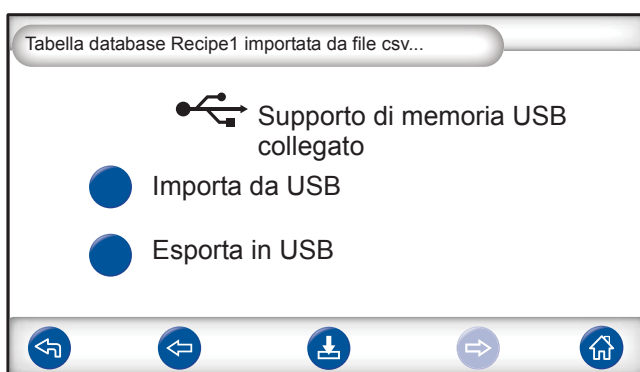 Tabella database Recipe1 importata da file csv...
Supporto di memoria USB
collegato
Importa da USB
Esporta in USB